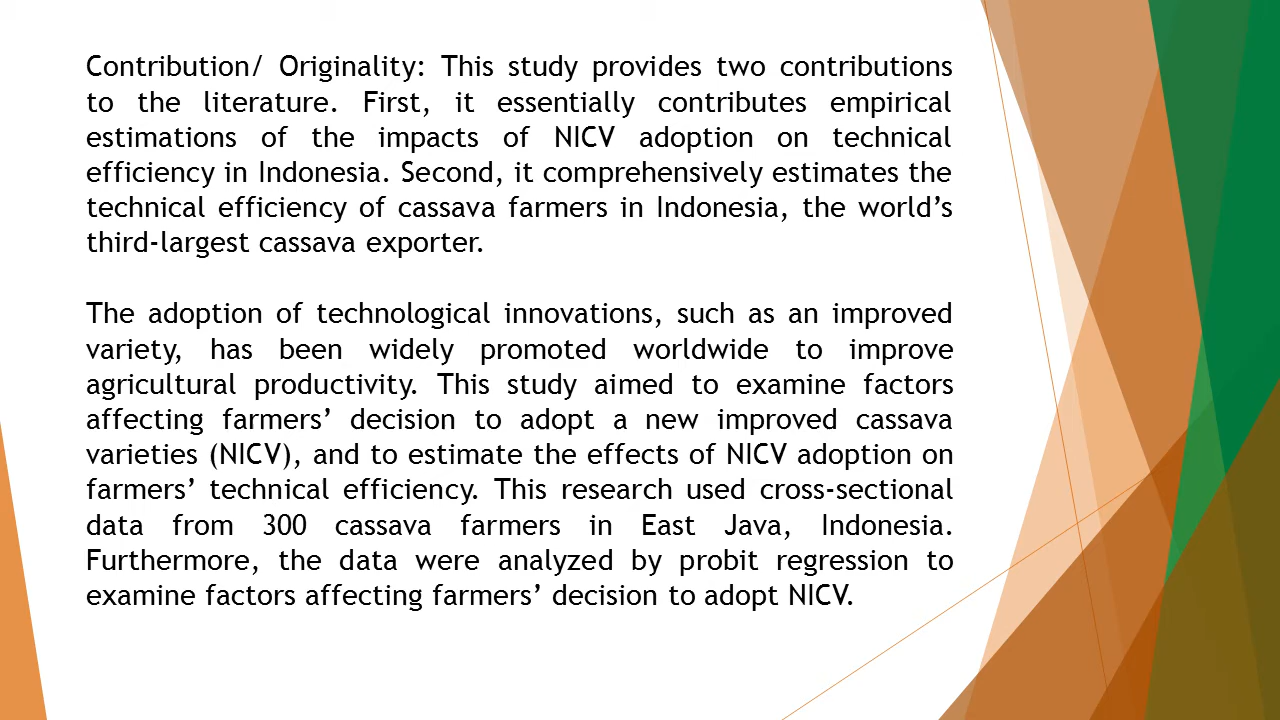 Contribution/ Originality: This study provides two contributions
to the literature. First, it essentially contributes empirical
estimations of the impacts of NICV adoption on technical
efficiency in Indonesia. Second, it comprehensively estimates the
technical efficiency of cassava farmers in Indonesia, the world’s
third-largest cassava exporter.
The adoption of technological innovations, such as an improved
variety, has been widely promoted worldwide to improve
agricultural productivity. This study aimed to examine factors
affecting farmers’ decision to adopt a new improved cassava
varieties (NICV), and to estimate the effects of NICV adoption on
farmers’ technical efficiency. This research used cross-sectional
data from 300 cassava farmers in East Java, Indonesia.
Furthermore, the data were analyzed by probit regression to
examine factors affecting farmers’ decision to adopt NICV.